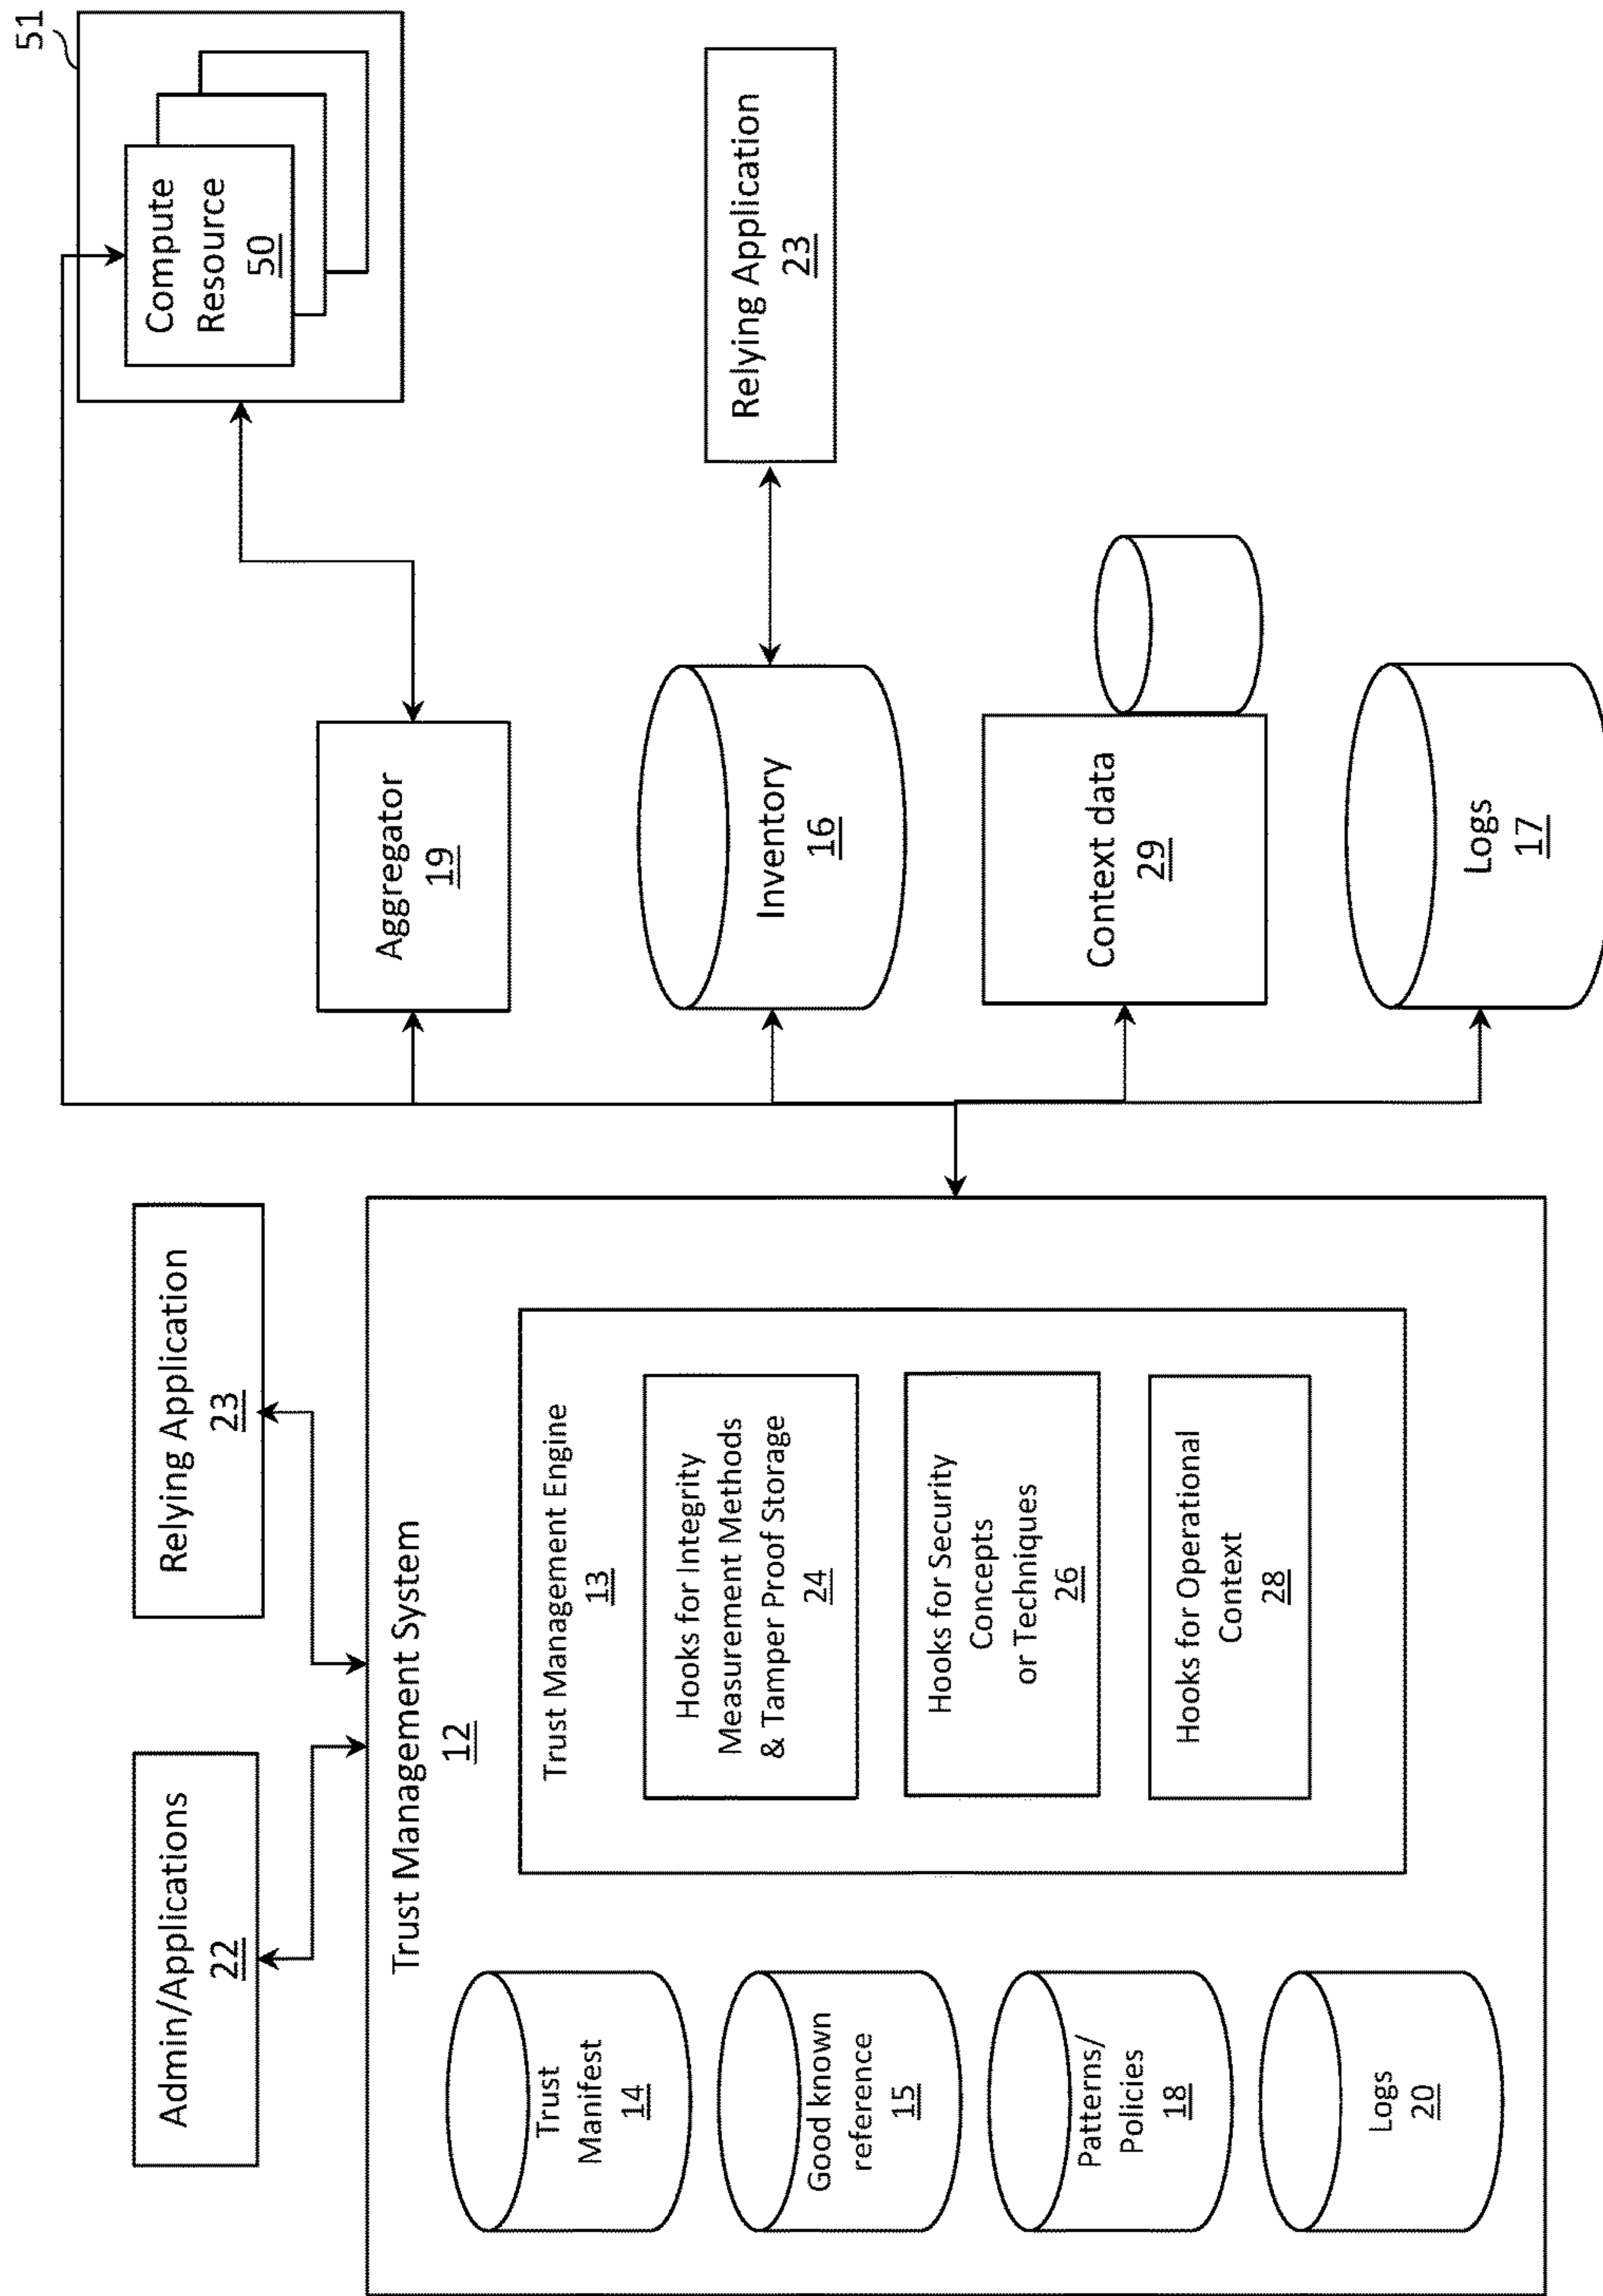 Admin/Applications
22
Relying Application
23
51
Compute
Resource
50
Trust Management System
12
Trust
Manifest
14
Good known
reference
15
Patterns/
Policies
18
Logs
20
Trust Management Engine
13
Hooks for Integrity
Measurement Methods
& Tamper Proof Storage
24
Hooks for Security
Concepts
or Techniques
26
Hooks for Operational
Context
28
Aggregator
19
Inventory
16
Relying Application
23
Context data
29
Logs
17